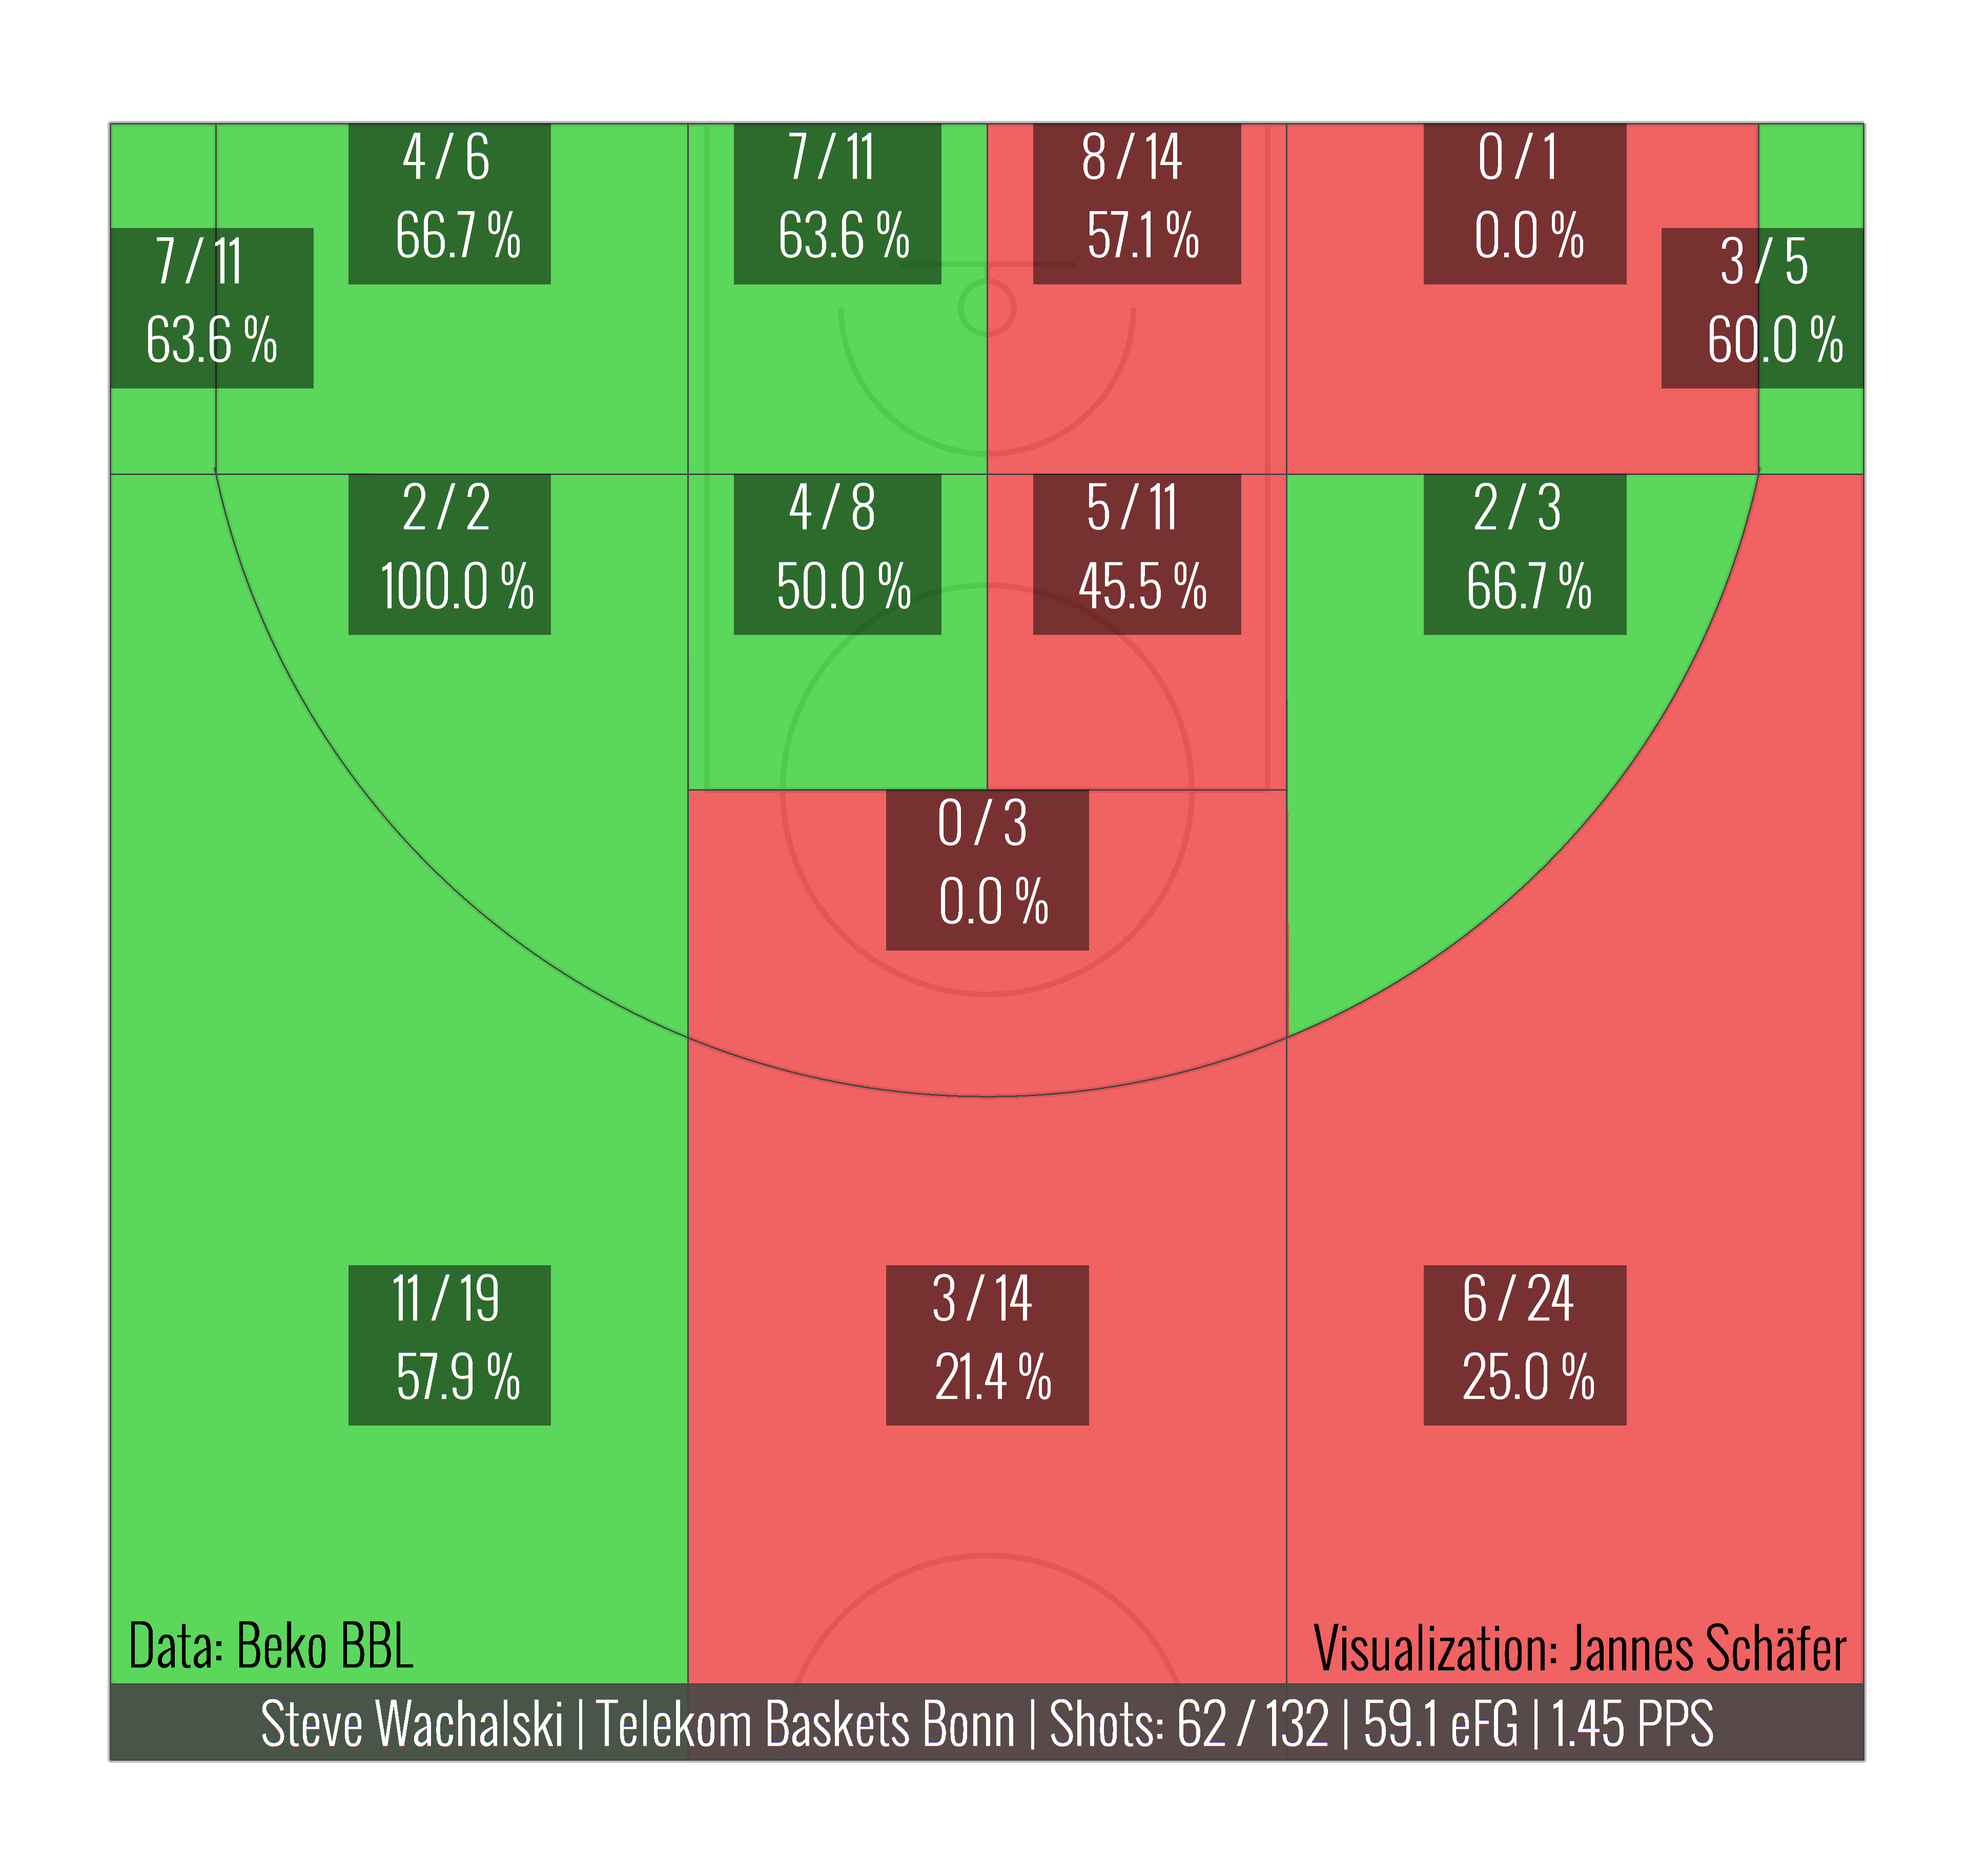 4 / 6
66.7 %
7 / 11
63.6 %
8 / 14
57.1 %
0 / 1
0.0 %
7 / 11
63.6 %
3 / 5
60.0 %
2 / 2
100.0 %
4 / 8
50.0 %
5 / 11
45.5 %
2 / 3
66.7 %
0 / 3
0.0 %
11 / 19
57.9 %
3 / 14
21.4 %
6 / 24
25.0 %
Data: Beko BBL
Visualization: Jannes Schäfer
Steve Wachalski | Telekom Baskets Bonn | Shots: 62 / 132 | 59.1 eFG | 1.45 PPS